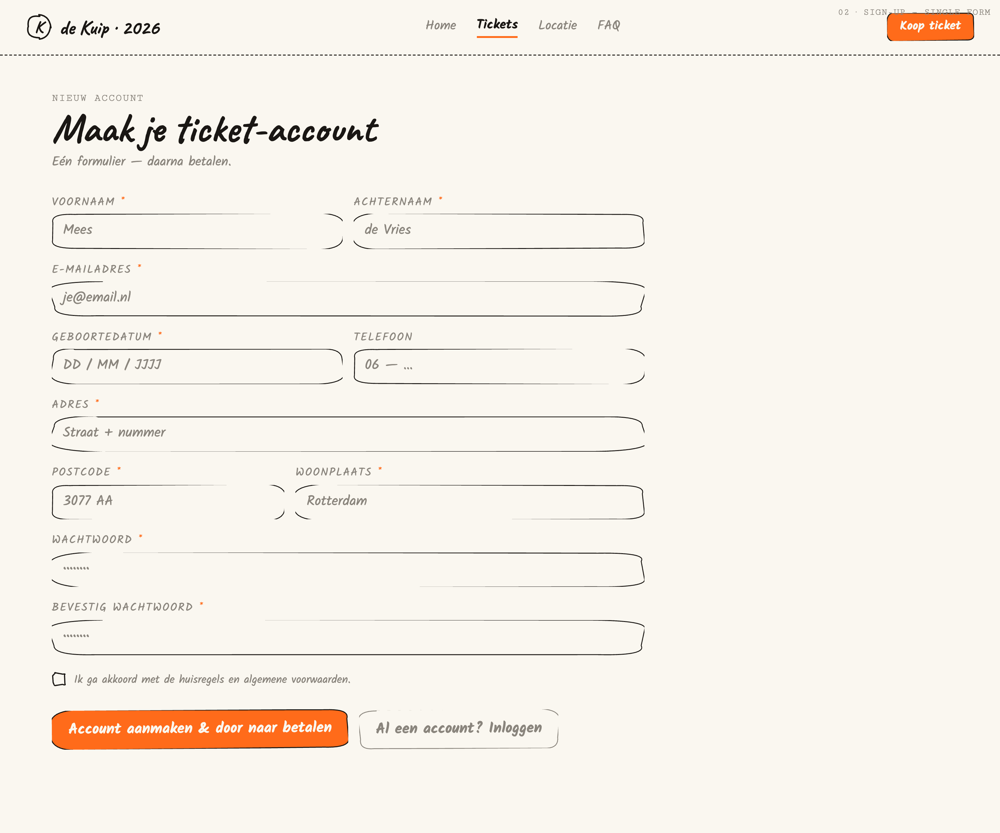 02 · SIGN-UP — SINGLE FORM
K de Kuip · 2026 Home Tickets Locatie FAQ Koop ticket
NIEUW ACCOUNT
Maak je ticket-account
Eén formulier — daarna betalen.
VOORNAAM * ACHTERNAAM *
Mees de Vries
E-MAILADRES *
je@email.nl
GEBOORTEDATUM * TELEFOON
DD / MM / JJJJ 06 — ...
ADRES *
Straat + nummer
POSTCODE * WOONPLAATS *
3077 AA Rotterdam
WACHTWOORD *
••••••••
BEVESTIG WACHTWOORD *
••••••••
Ik ga akkoord met de huisregels en algemene voorwaarden.
Account aanmaken & door naar betalen Al een account? Inloggen